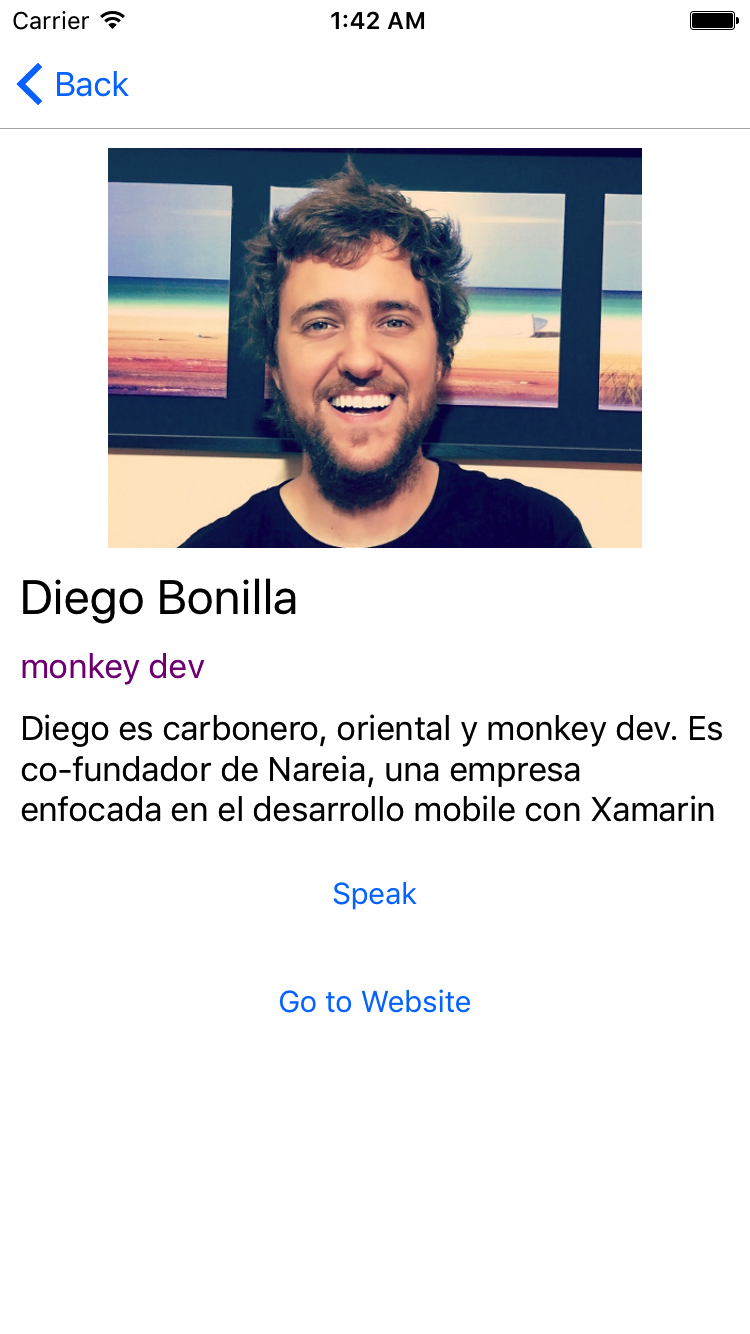 Carrier 1:42 AM
Back
Diego Bonilla
monkey dev
Diego es carbonero, oriental y monkey dev. Es
co-fundador de Nareia, una empresa
enfocada en el desarrollo mobile con Xamarin
Speak
Go to Website